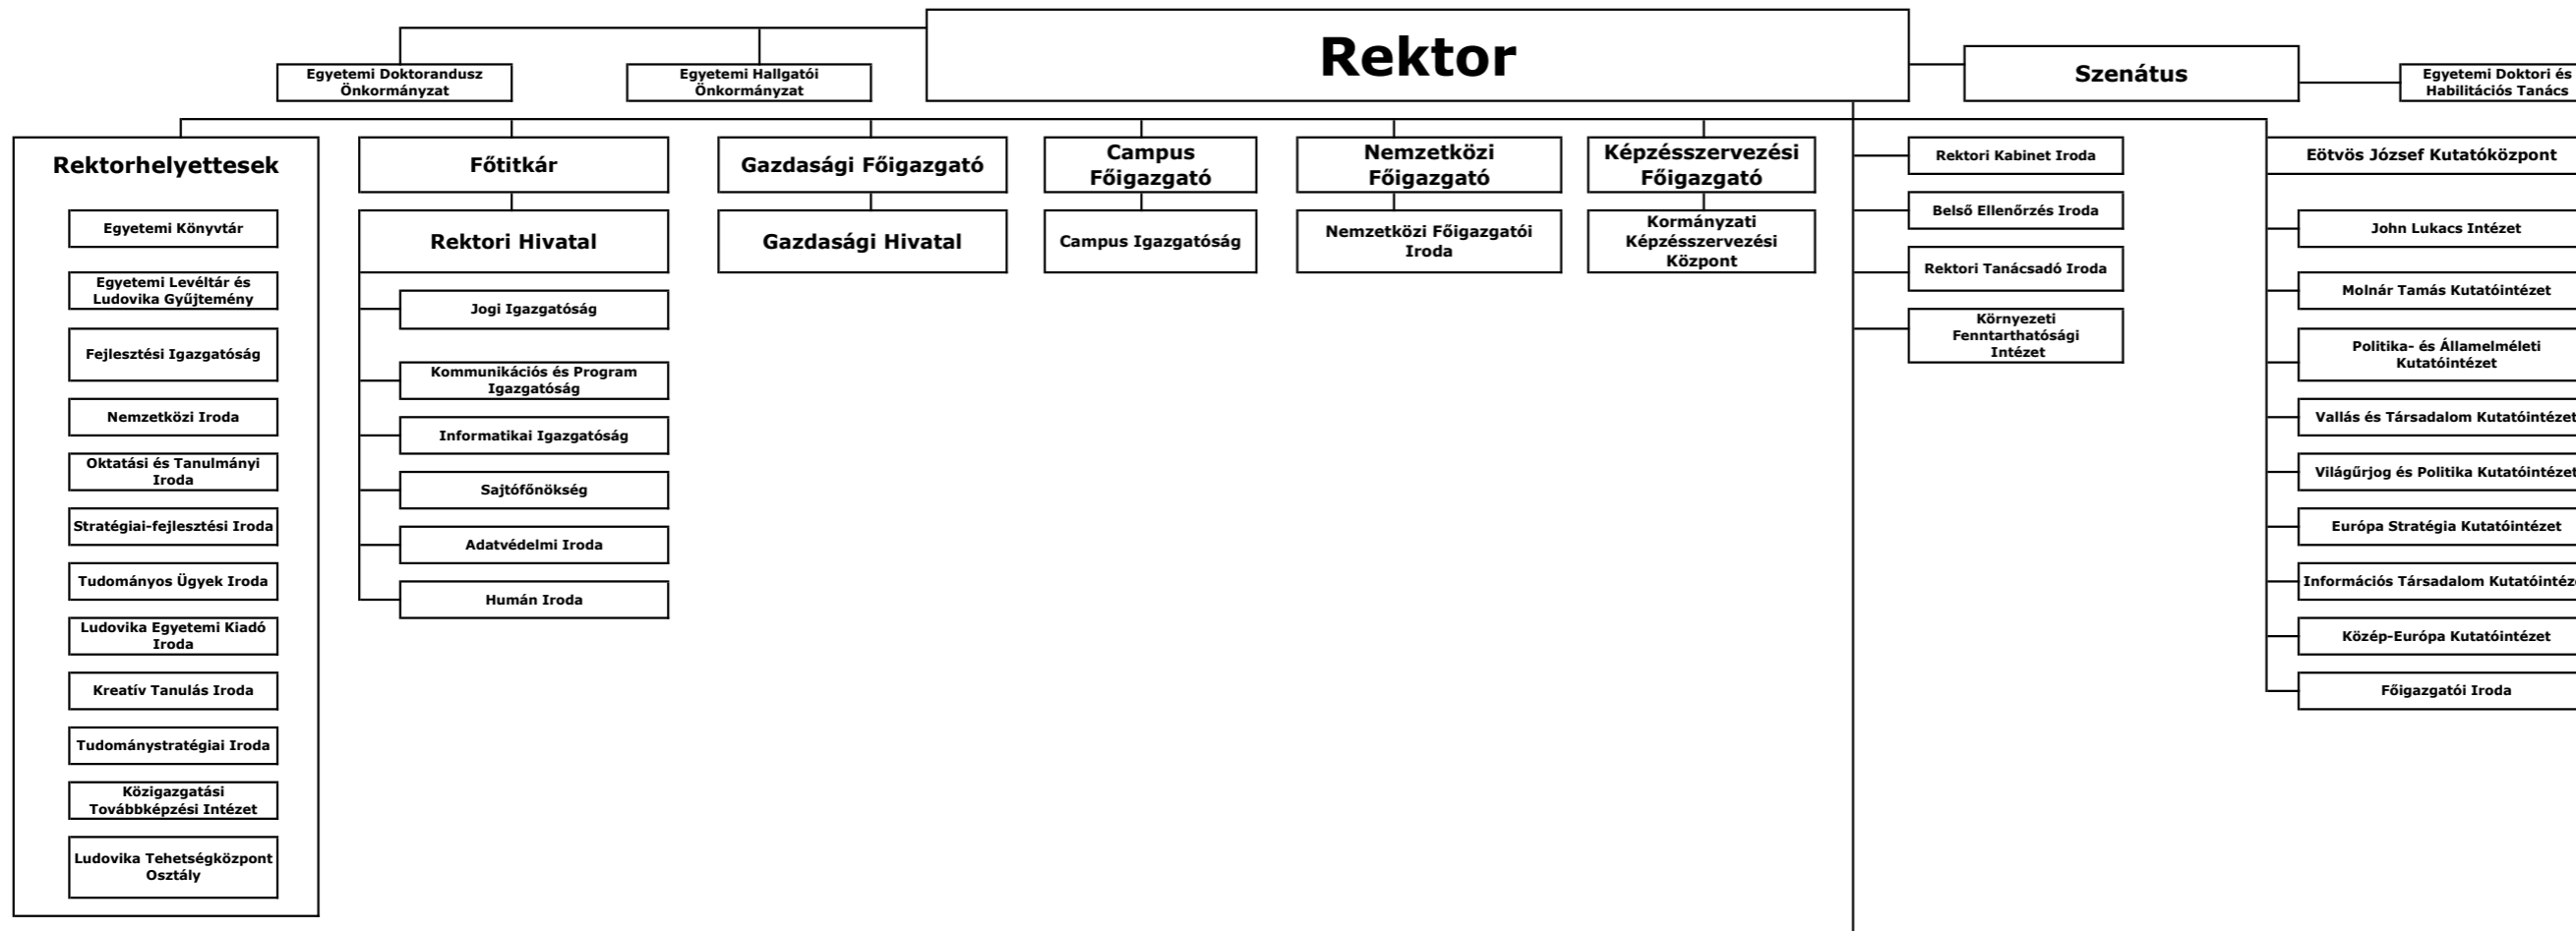 Rektor
Egyetemi Doktorandusz
Önkormányzat
Egyetemi Hallgatói
Önkormányzat
Szenátus
Egyetemi Doktori és
Habilitációs Tanács
Rektorhelyettesek
Egyetemi Könyvtár
Egyetemi Levéltár és
Ludovika Gyűjtemény
Fejlesztési Igazgatóság
Nemzetközi Iroda
Oktatási és Tanulmányi
Iroda
Stratégiai-fejlesztési Iroda
Tudományos Ügyek Iroda
Ludovika Egyetemi Kiadó
Iroda
Kreatív Tanulás Iroda
Tudománystratégiai Iroda
Közigazgatási
Továbbképzési Intézet
Ludovika Tehetségközpont
Osztály
Főtitkár
Rektori Hivatal
Jogi Igazgatóság
Kommunikációs és Program
Igazgatóság
Informatikai Igazgatóság
Sajtófőnökség
Adatvédelmi Iroda
Humán Iroda
Gazdasági Főigazgató
Gazdasági Hivatal
Campus
Főigazgató
Campus Igazgatóság
Nemzetközi
Főigazgató
Nemzetközi Főigazgatói
Iroda
Képzésszervezési
Főigazgató
Kormányzati
Képzésszervezési
Központ
Rektori Kabinet Iroda
Belső Ellenőrzés Iroda
Rektori Tanácsadó Iroda
Környezeti
Fenntarthatósági
Intézet
Eötvös József Kutatóközpont
John Lukacs Intézet
Molnár Tamás Kutatóintézet
Politika- és Államelméleti
Kutatóintézet
Vallás és Társadalom Kutatóintézet
Világűrjog és Politika Kutatóintézet
Európa Stratégia Kutatóintézet
Információs Társadalom
Közép-Európa Kutatóintézet
Főigazgatói Iroda